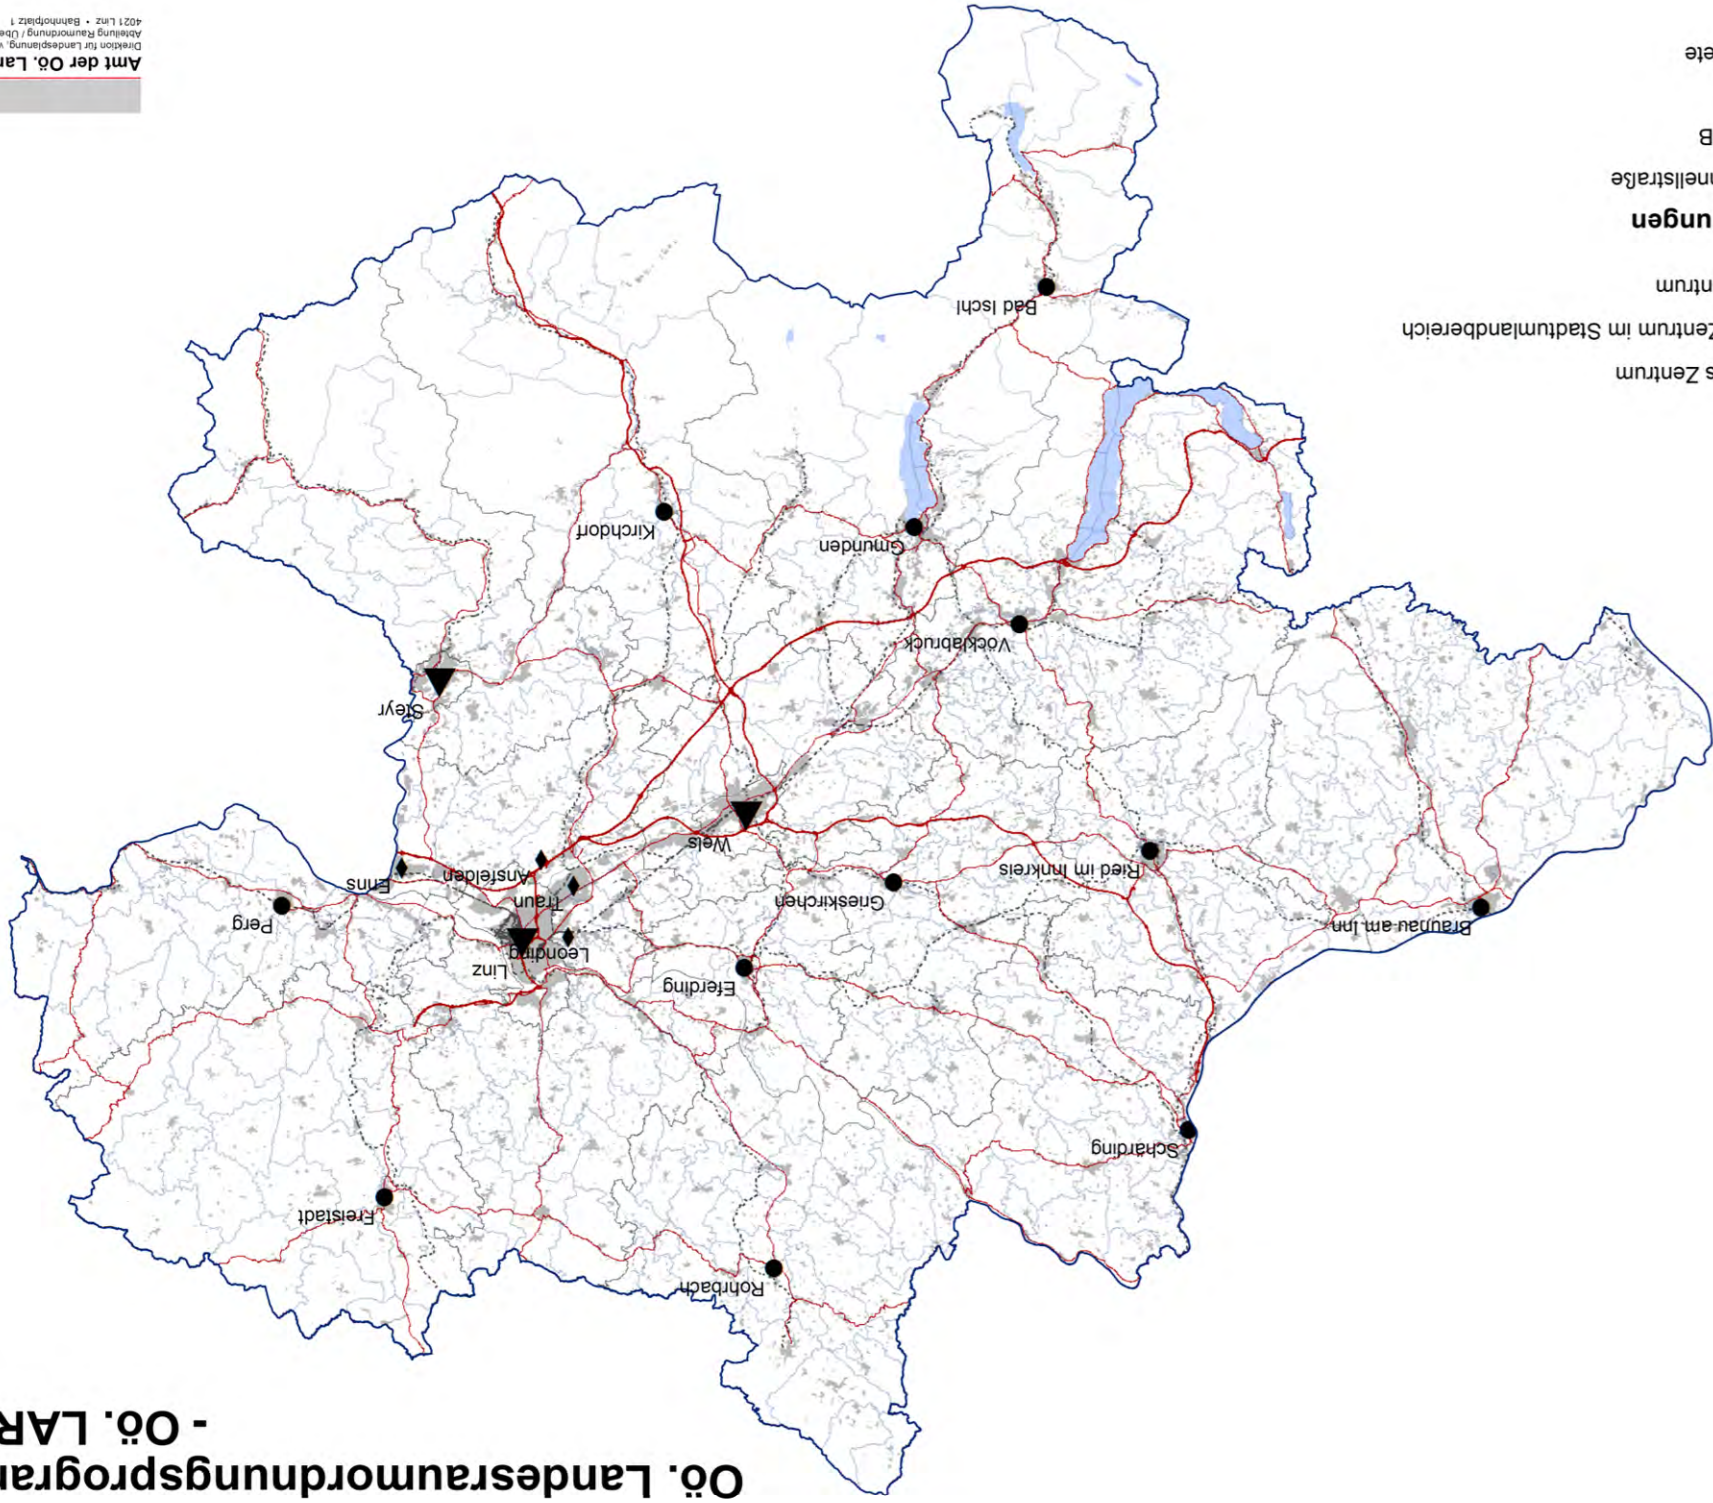 Oö. Landesraumordnungsprogram
- Oö. LAR
Rohrbach
Freistadt
Schärding
Eferding
Linz
Leonding
Perg
Braunau am Inn
Traun
Grieskirchen
Enns
Ansfelden
Ried im Innkreis
Wels
Steyr
Vöcklabruck
Gmunden
Kirchdorf
Bad Ischl
s Zentrum
Zentrum im Stadtumlandbereich
ntrum
ungen
nnellstraße
B
ete
Amt der Oö. Lan
Direktion für Landesplanung, w
Abteilung Raumordnung / Übe
4021 Linz • Bahnhofplatz 1